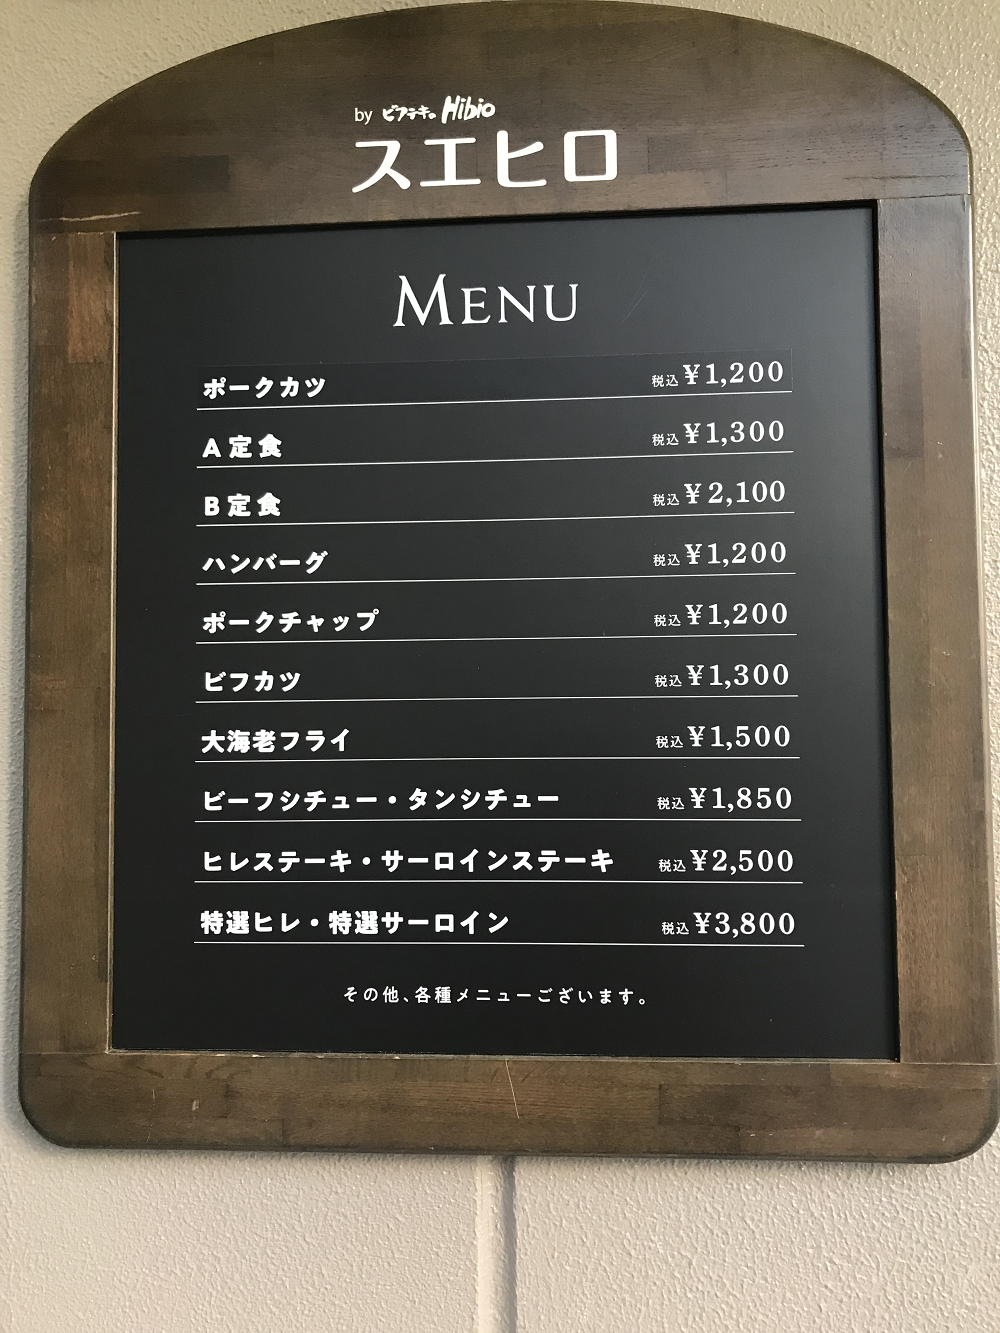 by ビフテキの Hibio
スエヒロ
MENU
ポークカツ 税込 ¥1,200
A定食 税込 ¥1,300
B定食 税込 ¥2,100
ハンバーグ 税込 ¥1,200
ポークチャップ 税込 ¥1,200
ビフカツ 税込 ¥1,300
大海老フライ 税込 ¥1,500
ビーフシチュー・タンシチュー 税込 ¥1,850
ヒレステーキ・サーロインステーキ 税込 ¥2,500
特選ヒレ・特選サーロイン 税込 ¥3,800
その他、各種メニューございます。